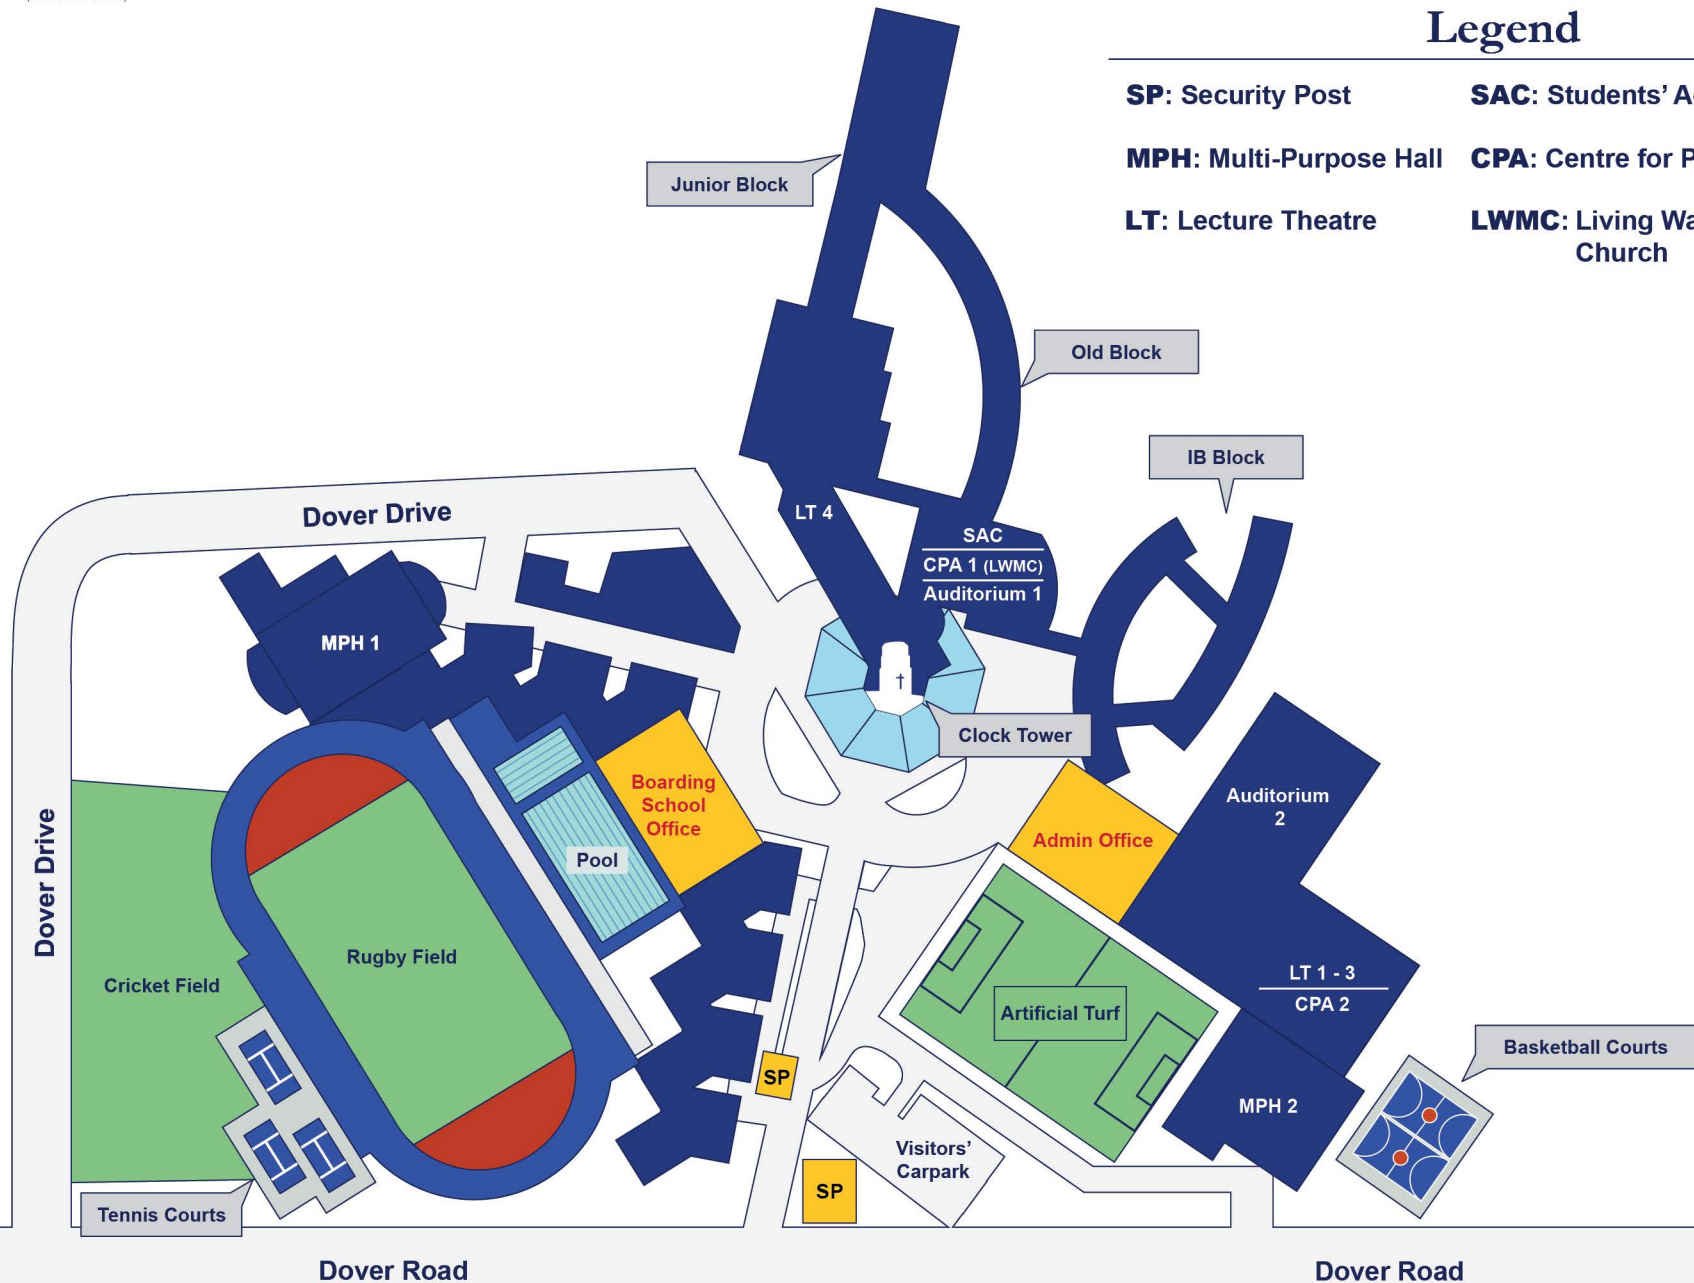 Legend
SP: Security Post
SAC: Students'
MPH: Multi-Purpose Hall
CPA: Centre for
LT: Lecture Theatre
LWMC: Living
Church
Junior Block
Old Block
IB Block
LT 4
SAC
CPA 1 (LWMC)
Auditorium 1
Dover Drive
MPH 1
†
Clock Tower
Boarding
School
Office
Pool
Admin Office
Auditorium
2
Dover Drive
Rugby Field
Cricket Field
LT 1 - 3
CPA 2
Artificial Turf
Basketball Courts
SP
MPH 2
Visitors'
Carpark
SP
Tennis Courts
Dover Road
Dover Road